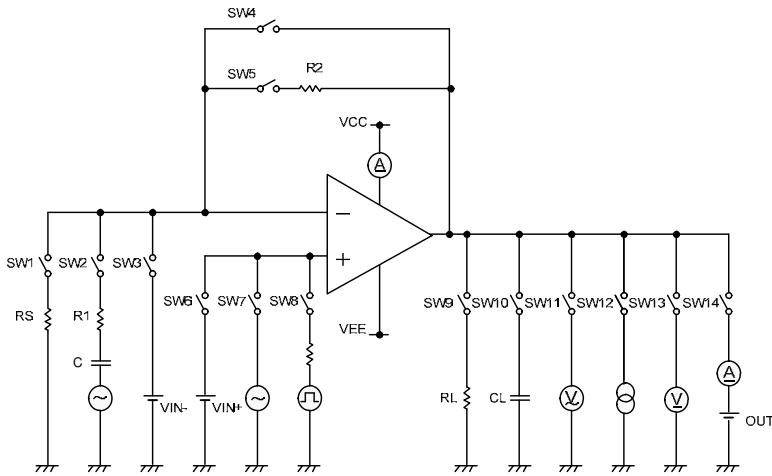 SW4
SW5
R2
VCC
A
−
+
SW1
SW2
SW3
SW6
SW7
SW8
VEE
SW9
SW10
SW11
SW12
SW13
SW14
RS
R1
C
VIN-
VIN+
RL
CL
V
V
A
OUT